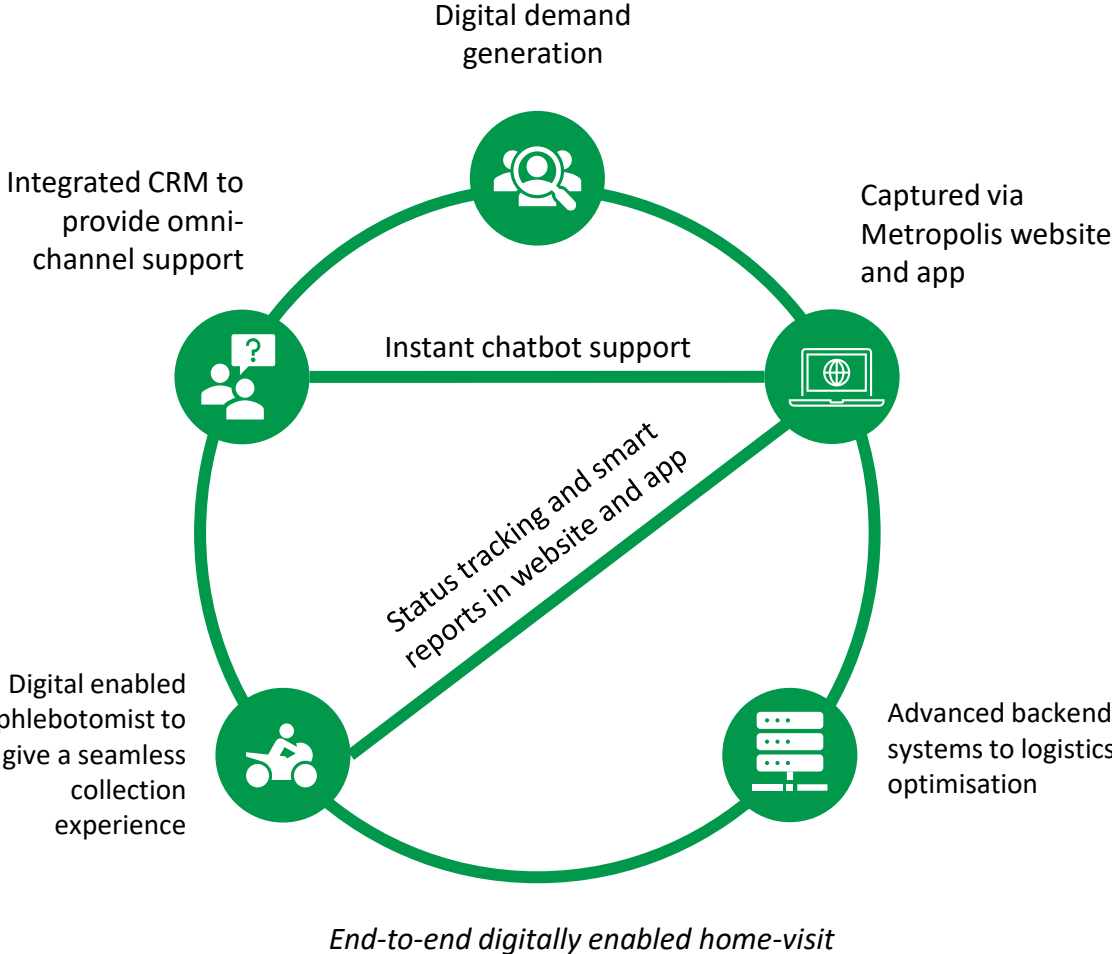 Digital demand
generation
Integrated CRM to
provide omni-
channel support
Captured via
Metropolis website
and app
Instant chatbot support
?
Status tracking and smart
reports in website and app
Digital enabled
phlebotomist to
give a seamless
collection
experience
Advanced backend
systems to logistics
optimisation
End-to-end digitally enabled home-visit